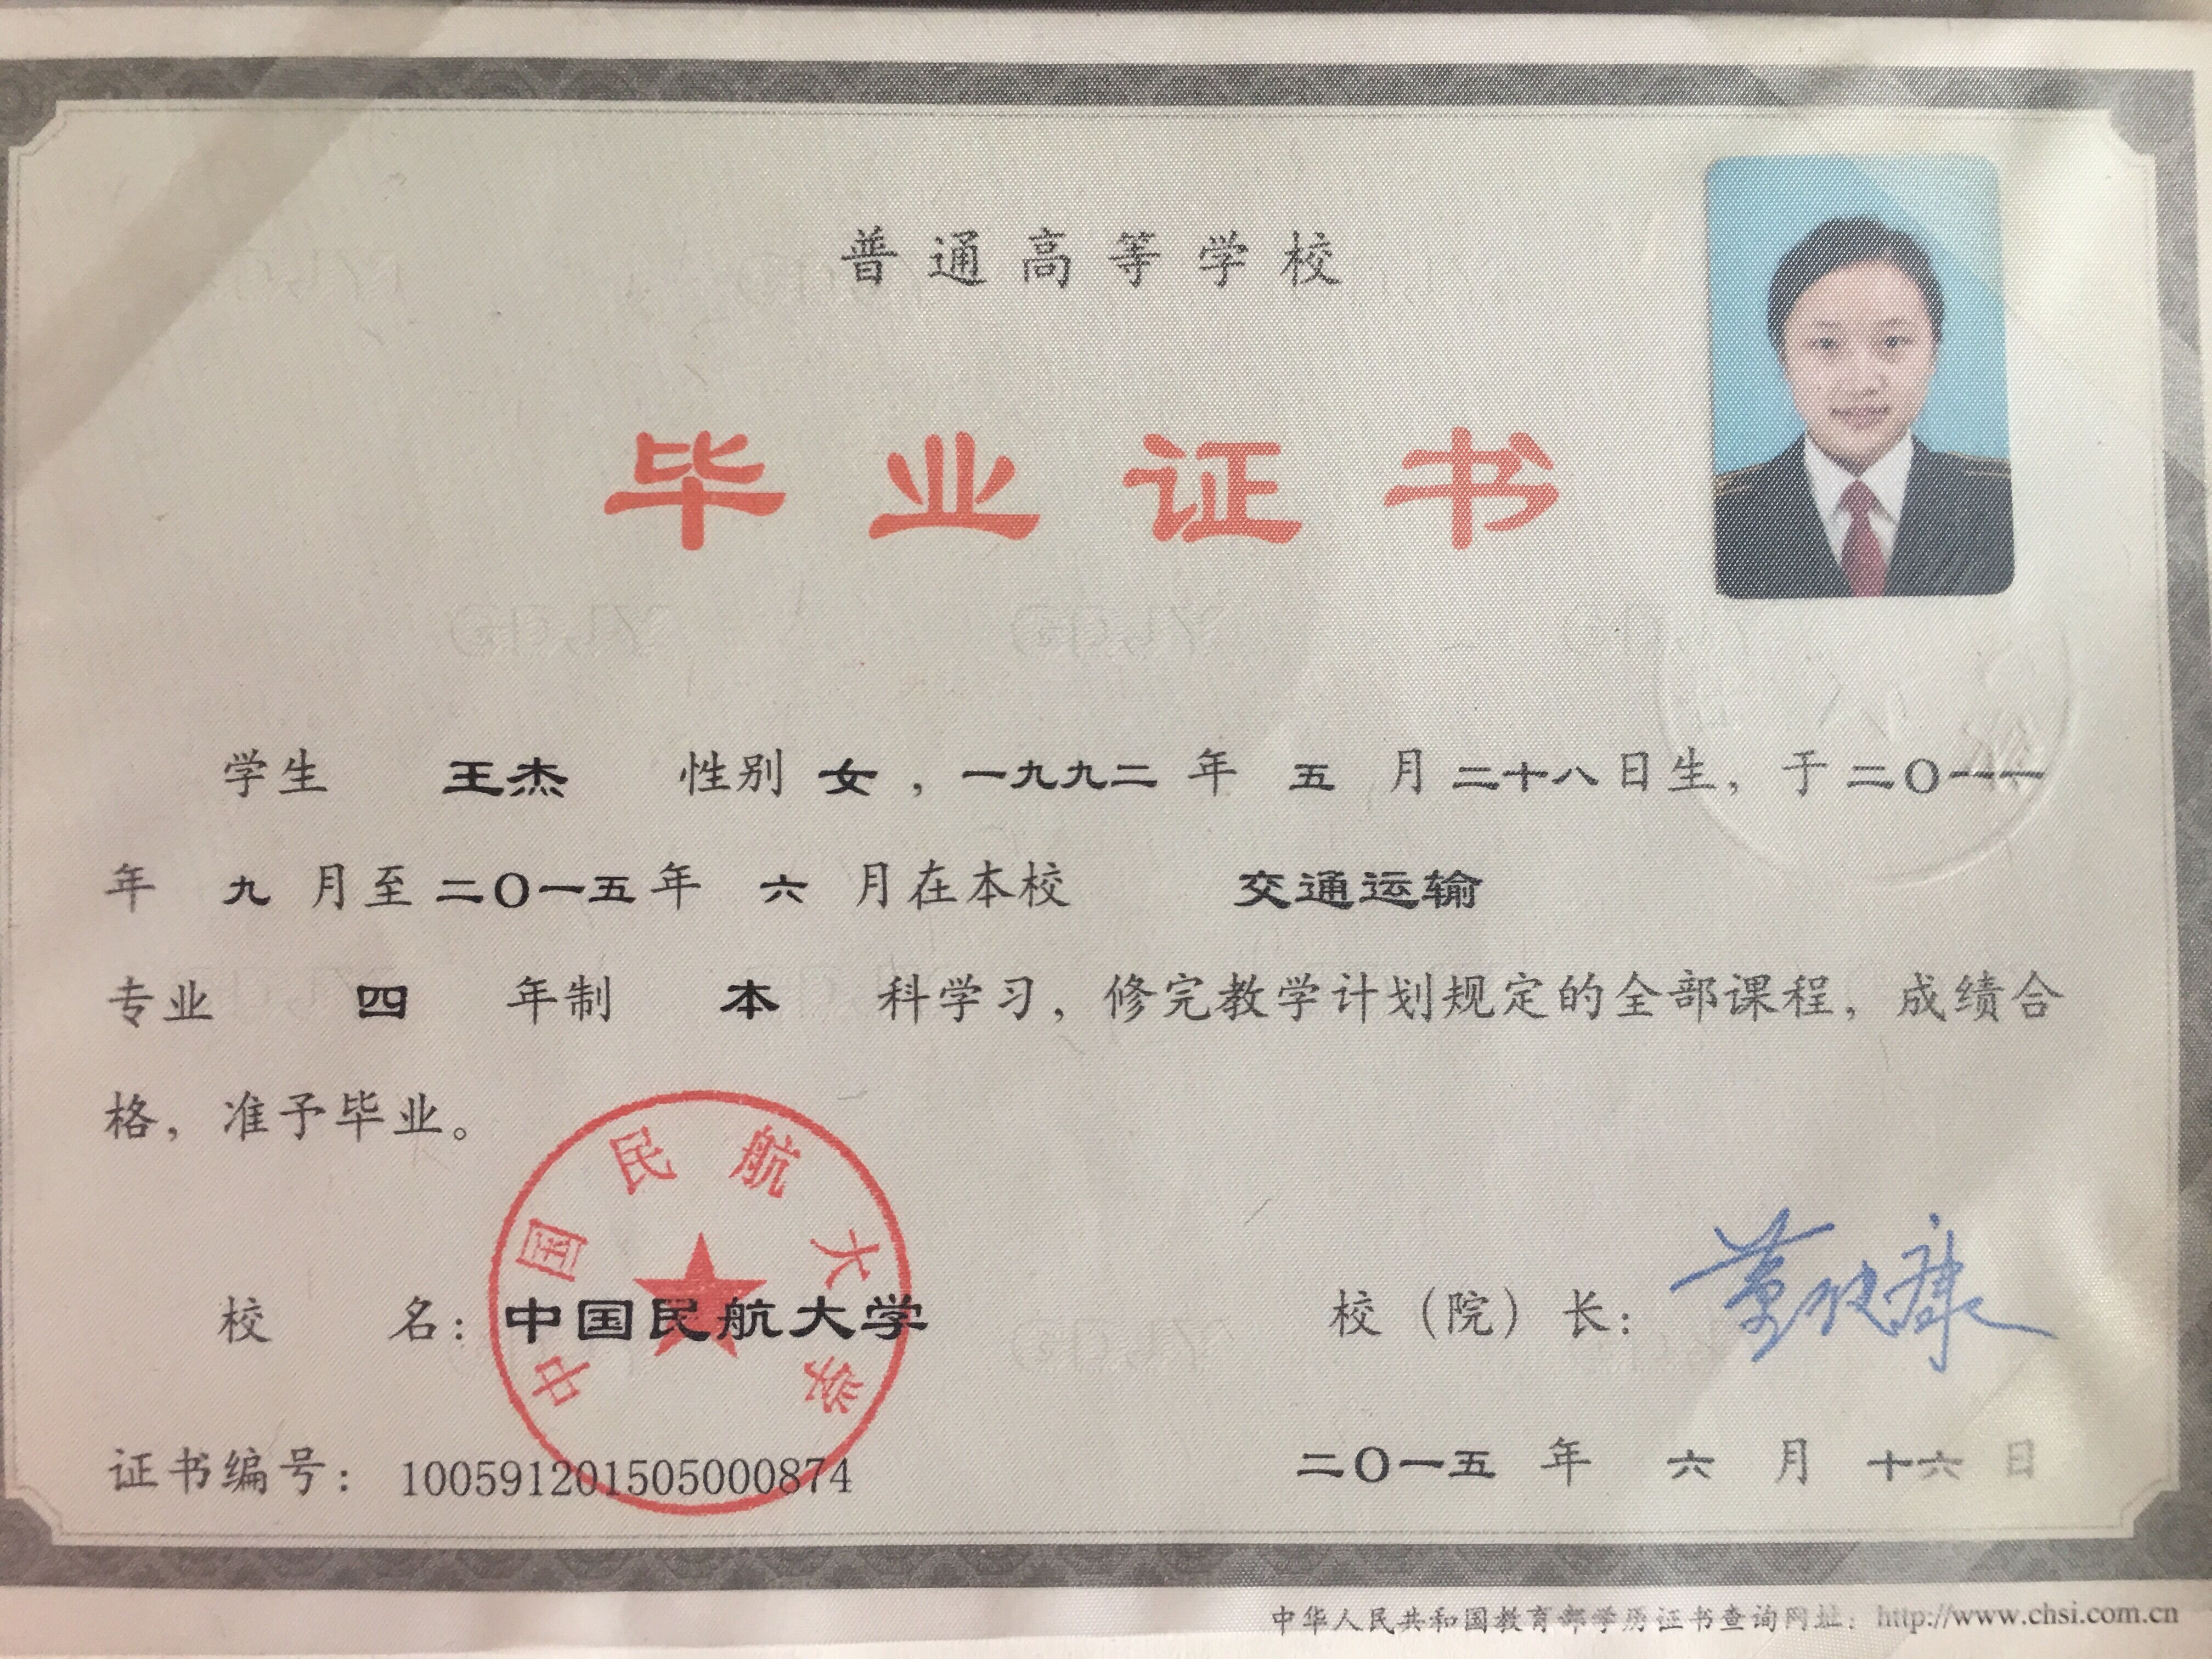 普通高等学校
毕业证书
学生 王杰 性别 女，一九九二 年 五 月 二十八日生，于二〇一一
年 九 月至二〇一五年 六 月在本校 交通运输
专业 四 年制 本 科学习，修完教学计划规定的全部课程，成绩合
格，准予毕业。
中国民航大学
校 名：中国民航大学
校（院）长：
证书编号：100591201505000874
二〇一五 年 六 月 十六 日
中华人民共和国教育部学历证书查询网址：http://www.chsi.com.cn